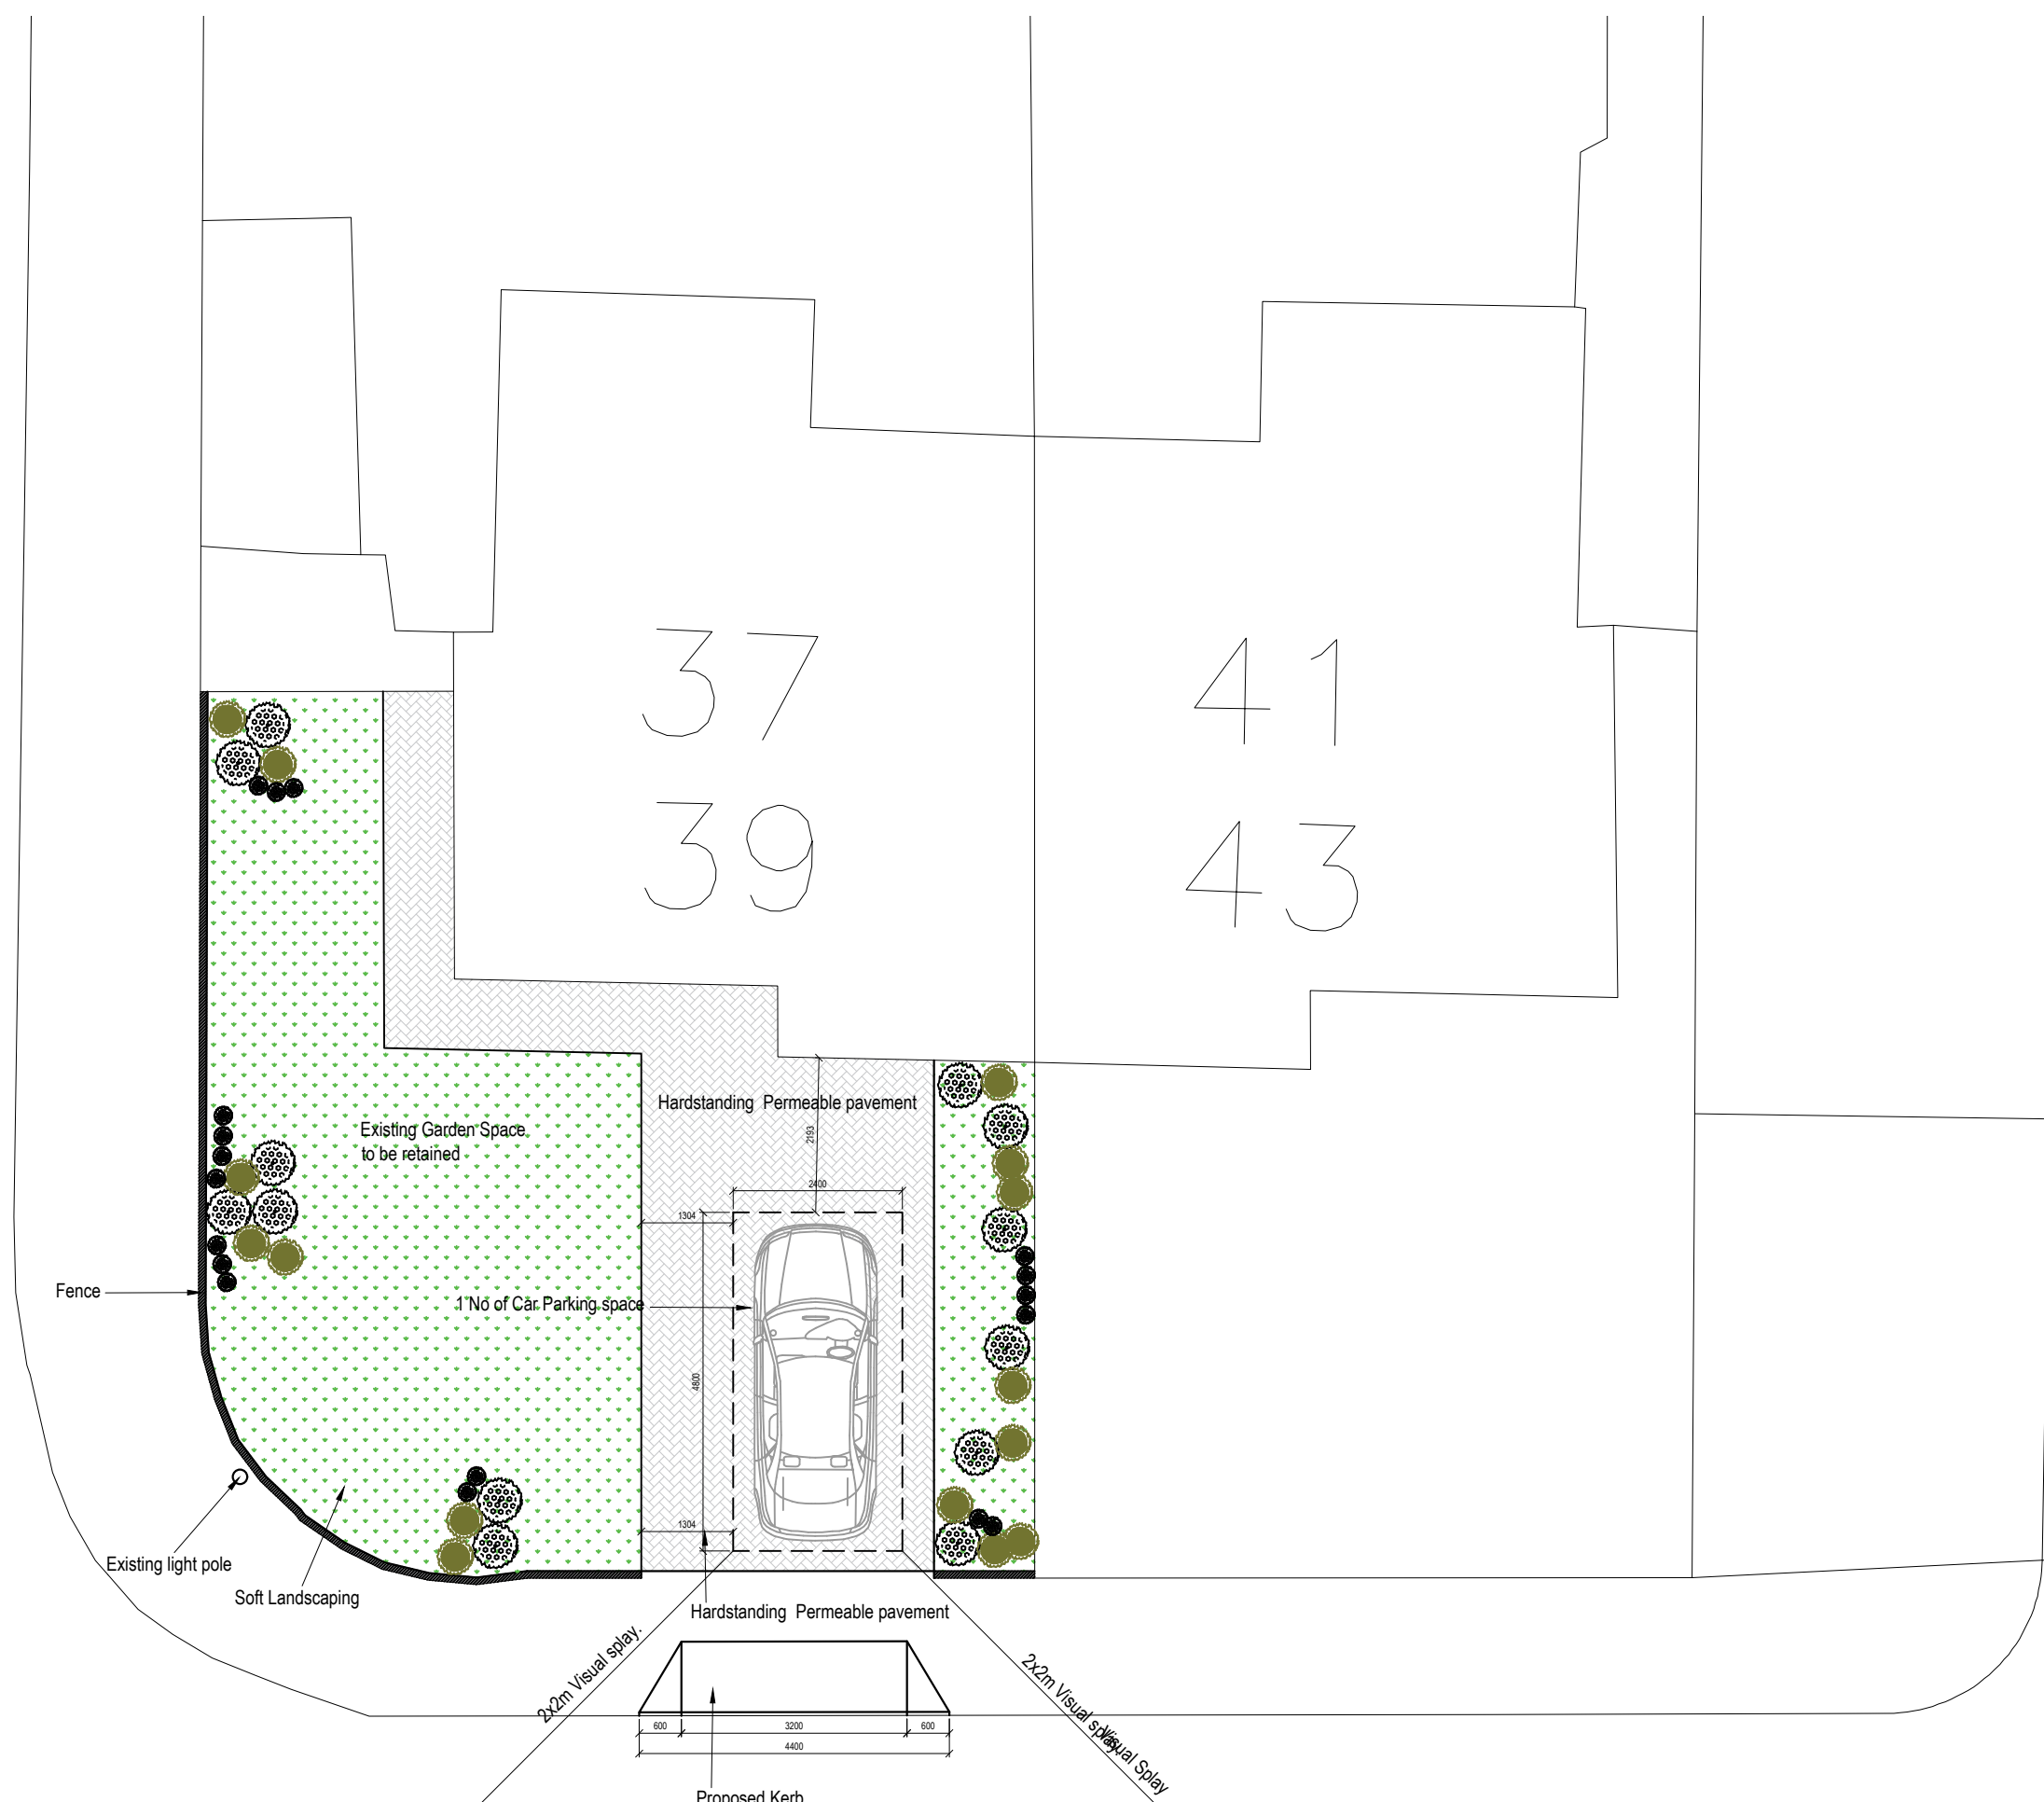 37
41
39
43
Hardstanding Permeable pavement
2193
Existing Garden Space
to be retained
2400
1304
Fence
1 No of Car Parking space
4800
1304
Existing light pole
Soft Landscaping
Hardstanding Permeable pavement
2x2m Visual splay.
2x2m Visual splay.
Visual Splay
600
3200
600
4400
Proposed Kerb